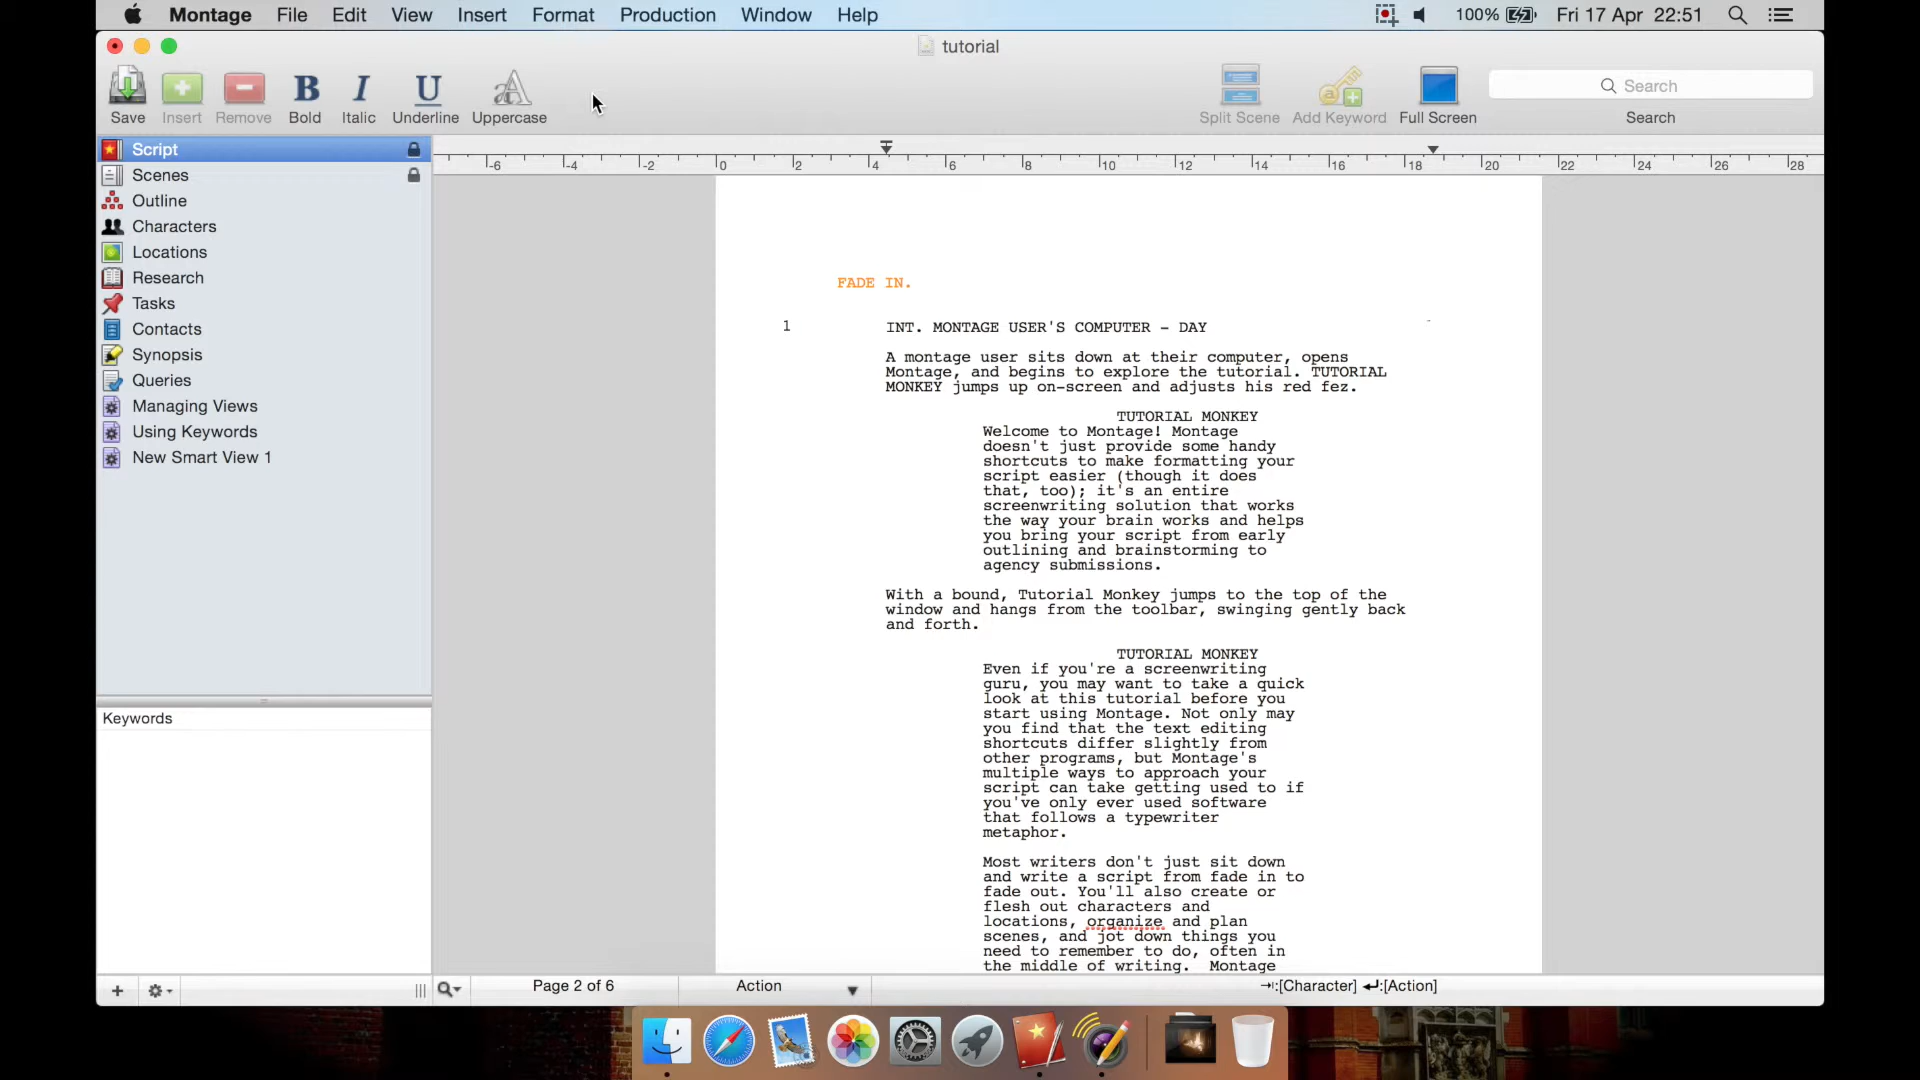 Montage File Edit View Insert Format Production Window Help 100% Fri 17 Apr 22:51
tutorial
Save Insert Remove Bold Italic Underline Uppercase Split Scene Add Keyword Full Screen Search
Search
Script
Scenes
Outline
Characters
Locations
Research
Tasks
Contacts
Synopsis
Queries
Managing Views
Using Keywords
New Smart View 1
Keywords
-6 -4 -2 0 2 4 6 8 10 12 14 16 18 20 22 24 26 28
FADE IN.
1 INT. MONTAGE USER'S COMPUTER - DAY
A montage user sits down at their computer, opens
Montage, and begins to explore the tutorial. TUTORIAL
MONKEY jumps up on-screen and adjusts his red fez.
TUTORIAL MONKEY
Welcome to Montage! Montage
doesn't just provide some handy
shortcuts to make formatting your
script easier (though it does
that, too); it's an entire
screenwriting solution that works
the way your brain works and helps
you bring your script from early
outlining and brainstorming to
agency submissions.
With a bound, Tutorial Monkey jumps to the top of the
window and hangs from the toolbar, swinging gently back
and forth.
TUTORIAL MONKEY
Even if you're a screenwriting
guru, you may want to take a quick
look at this tutorial before you
start using Montage. Not only may
you find that the text editing
shortcuts differ slightly from
other programs, but Montage's
multiple ways to approach your
script can take getting used to if
you've only ever used software
that follows a typewriter
metaphor.
Most writers don't just sit down
and write a script from fade in to
fade out. You'll also create or
flesh out characters and
locations, organize and plan
scenes, and jot down things you
need to remember to do, often in
the middle of writing. Montage
Page 2 of 6 Action ⇥:[Character] ↵:[Action]